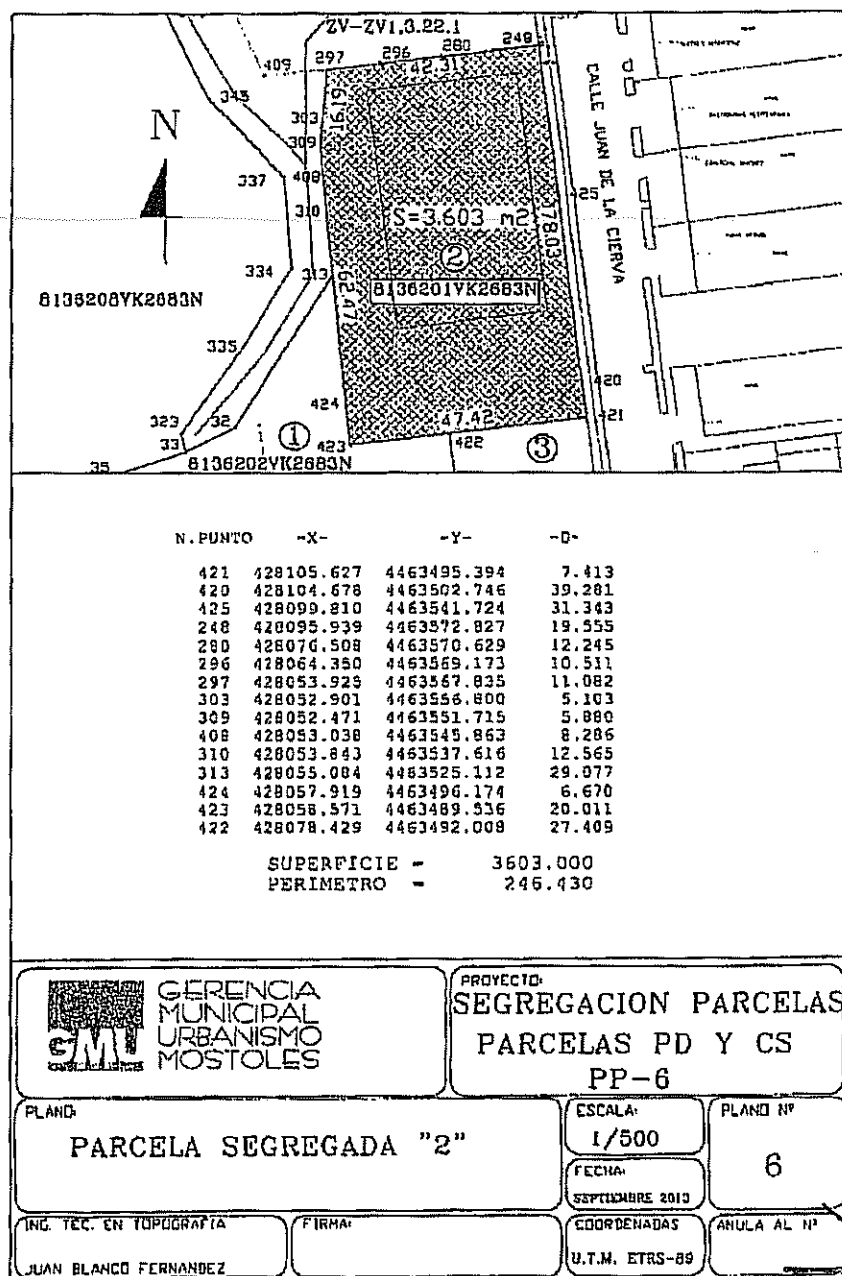 ZV-ZV1,3.22.1
409
297
296
280
248
42.31
343
303
309
16.16
N
337
408
310
425
CALLE JUAN DE LA CIERVA
S=3.603 m2
78.03
②
334
313
62.47
8136208VK2683N
8136201VK2683N
335
424
420
421
323
32
33
①
423
47.42
422
③
35
8136202VK2683N
N.PUNTO -X- -Y- -D-
421 428105.627 4463495.394 7.413
420 428104.678 4463502.746 39.281
425 428099.810 4463541.724 31.343
248 428095.939 4463572.827 19.555
280 428076.508 4463570.629 12.245
296 428064.350 4463569.173 10.511
297 428053.925 4463567.835 11.082
303 428052.901 4463556.800 5.103
309 428052.471 4463551.715 5.880
408 428053.038 4463545.863 8.286
310 428053.843 4463537.616 12.565
313 428055.084 4463525.112 29.077
424 428057.919 4463496.174 6.670
423 428058.571 4463489.536 20.011
422 428078.429 4463492.008 27.409
SUPERFICIE = 3603.000
PERIMETRO = 246.430
GMU
GERENCIA
MUNICIPAL
URBANISMO
MOSTOLES
PROYECTO:
SEGREGACION PARCELAS
PARCELAS PD Y CS
PP-6
PLANO:
PARCELA SEGREGADA "2"
ESCALA:
1/500
PLANO Nº
6
FECHA:
SEPTIEMBRE 2013
ING. TEC. EN TOPOGRAFIA
JUAN BLANCO FERNANDEZ
FIRMA:
COORDENADAS
U.T.M. ETRS-89
ANULA AL Nº